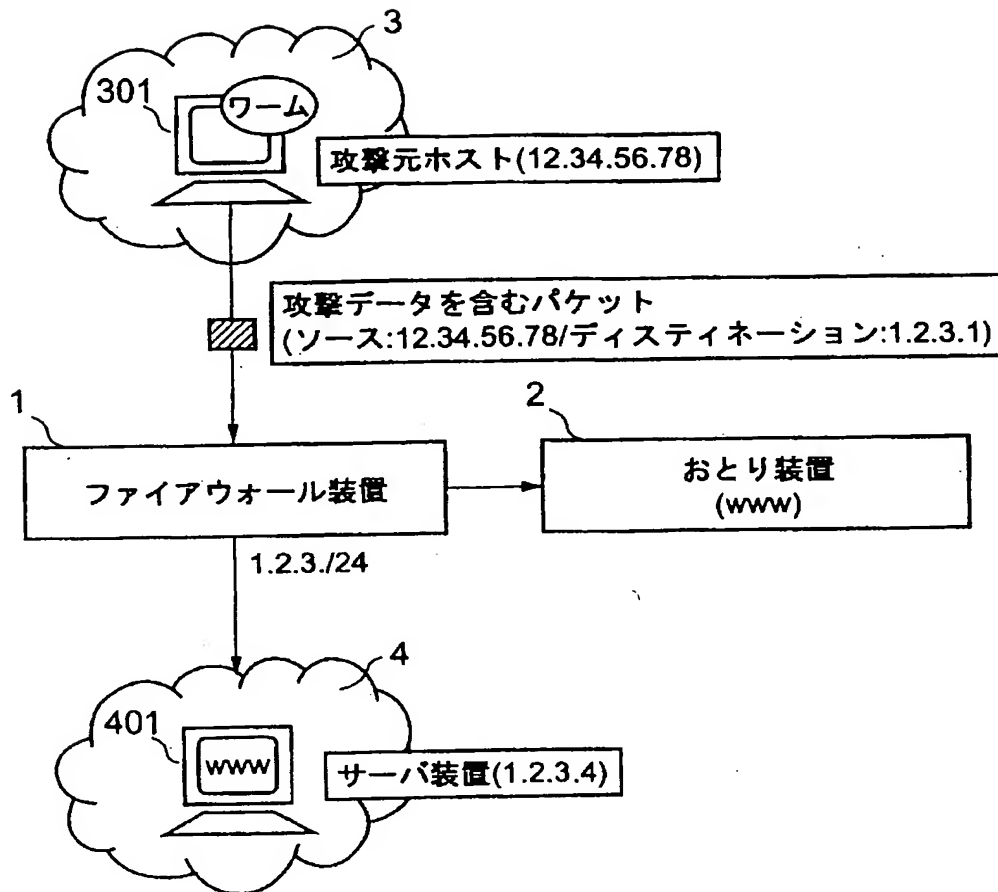 3
301
ワーム
攻撃元ホスト(12.34.56.78)
攻撃データを含むパケット
(ソース:12.34.56.78/ディスティネーション:1.2.3.1)
1
2
ファイアウォール装置
おとり装置
(www)
1.2.3./24
4
401
www
サーバ装置(1.2.3.4)